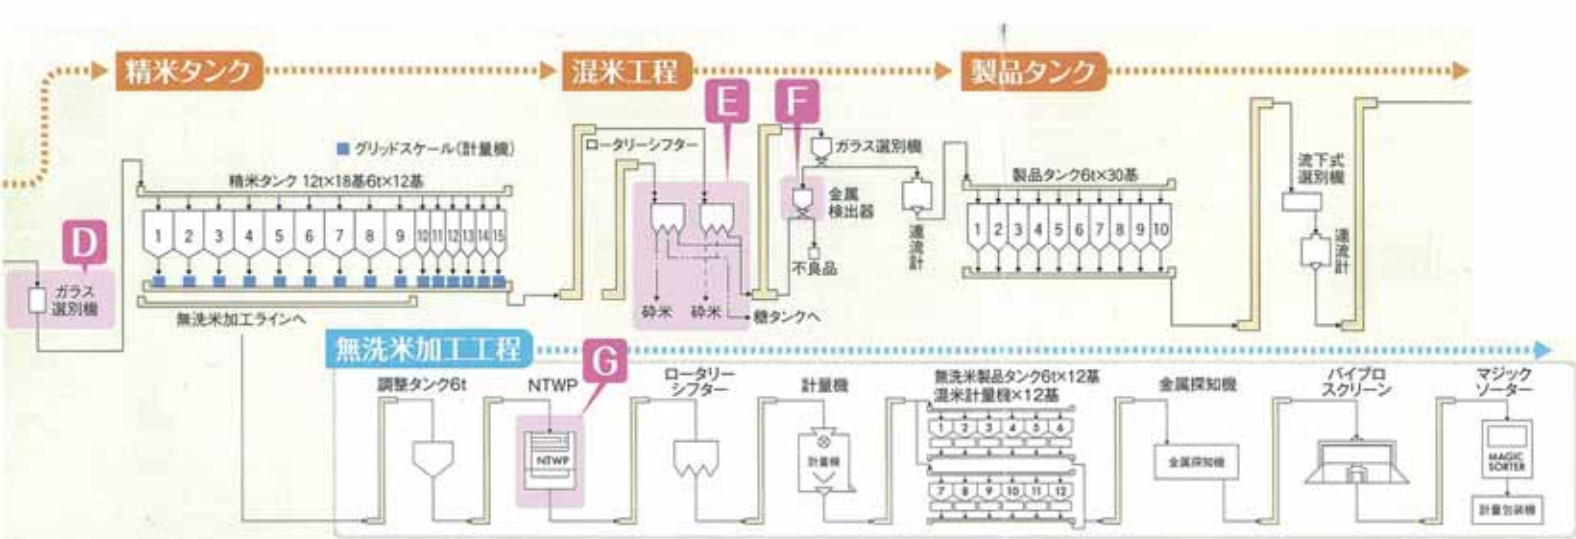 精米タンク
混米工程
製品タンク
E
F
D
グリッドスケール(計量機)
精米タンク 12t×18基6t×12基
1 2 3 4 5 6 7 8 9 10 11 12 13 14 15
ガラス
選別機
無洗米加工ラインへ
ロータリーシフター
砕米
砕米
糖タンクへ
ガラス選別機
金属
検出器
不良品
還流計
製品タンク6t×30基
1 2 3 4 5 6 7 8 9 10
流下式
選別機
還流計
無洗米加工工程
G
調整タンク6t
NTWP
NTWP
ロータリー
シフター
計量機
計量機
無洗米製品タンク6t×12基
混米計量機×12基
1 2 3 4 5 6
7 8 9 10 11 12
金属探知機
金属探知機
バイブロ
スクリーン
マジック
ソーター
MAGIC
SORTER
計量包装機